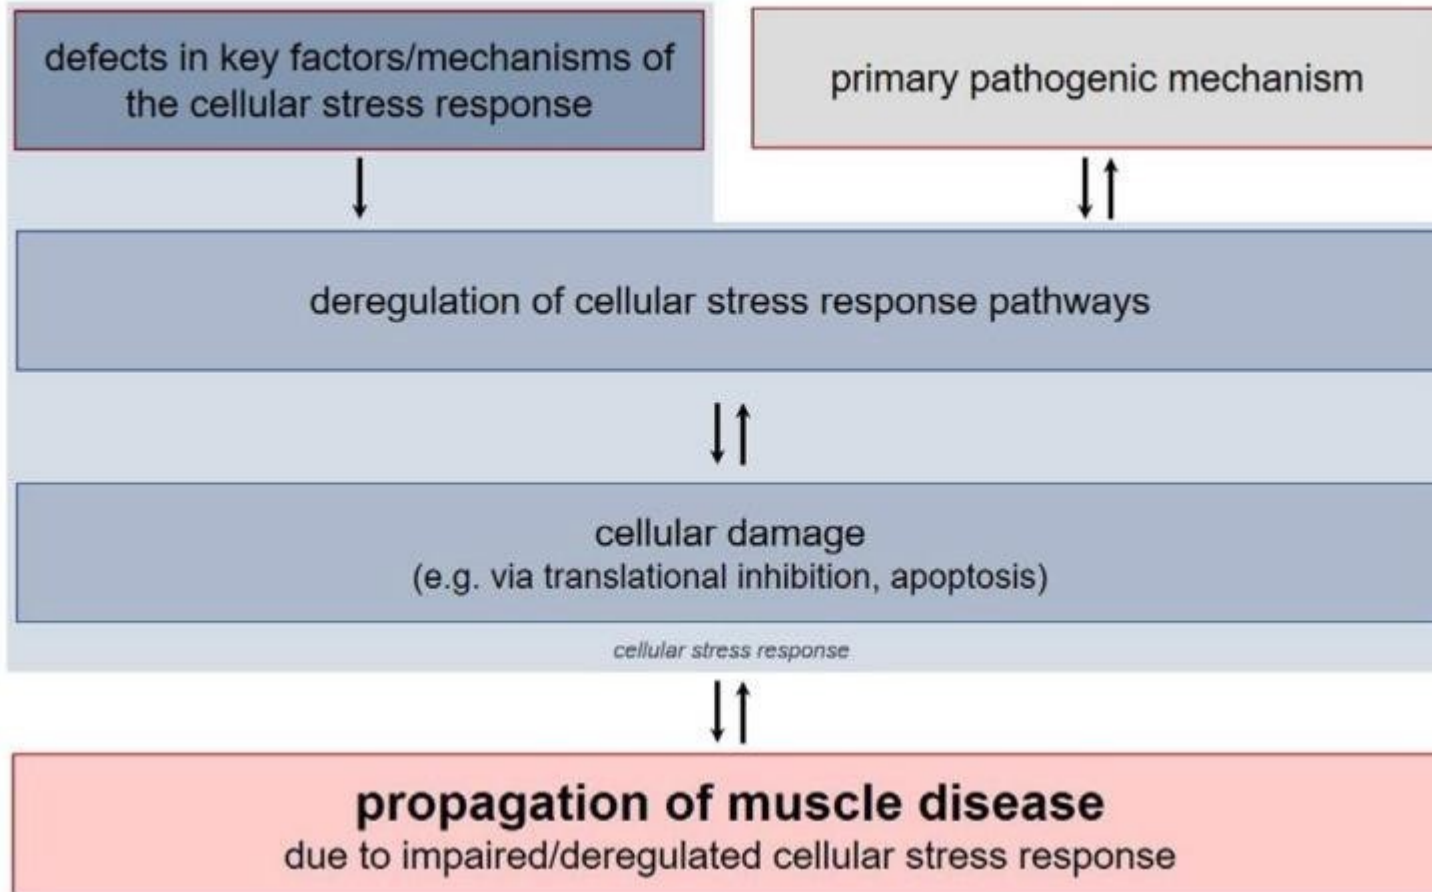 defects in key factors/mechanisms of
the cellular stress response
primary pathogenic mechanism
deregulation of cellular stress response pathways
cellular damage
(e.g. via translational inhibition, apoptosis)
cellular stress response
propagation of muscle disease
due to impaired/deregulated cellular stress response